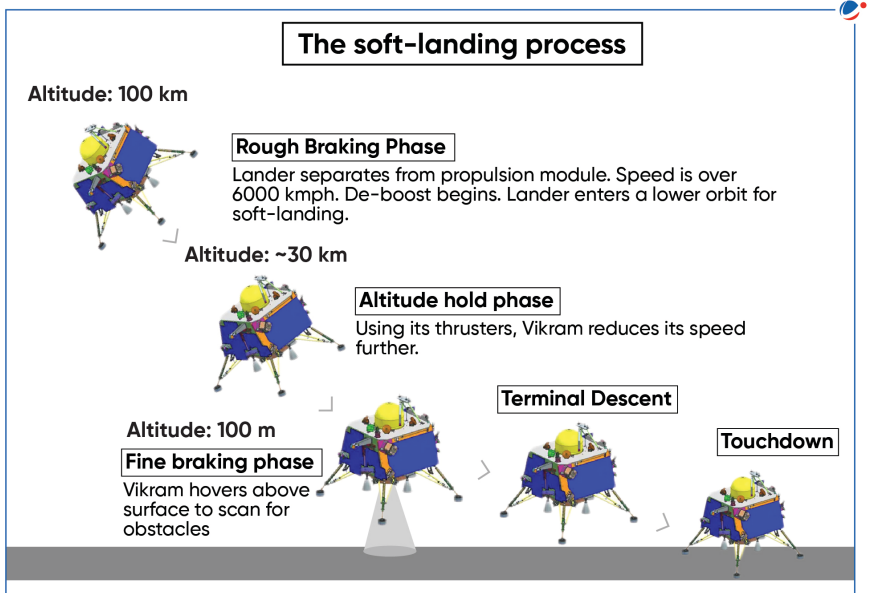 The soft-landing process
Altitude: 100 km
Rough Braking Phase
Lander separates from propulsion module. Speed is over
6000 kmph. De-boost begins. Lander enters a lower orbit for
soft-landing.
Altitude: ~30 km
Altitude hold phase
Using its thrusters, Vikram reduces its speed
further.
Altitude: 100 m
Fine braking phase
Vikram hovers above
surface to scan for
obstacles
Terminal Descent
Touchdown